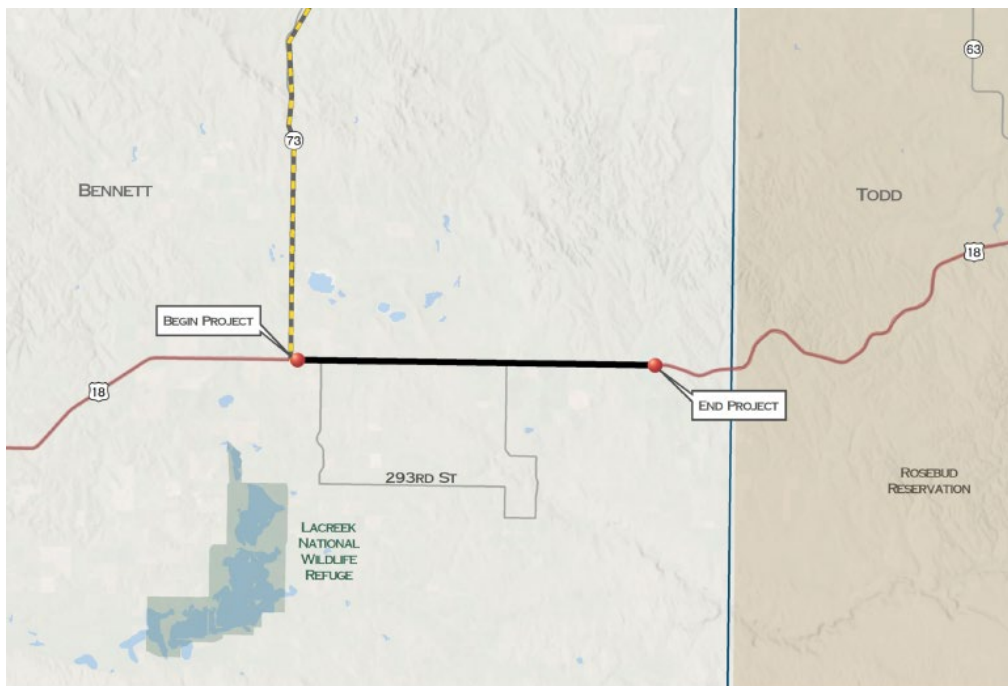 63
73
BENNETT
TODD
18
BEGIN PROJECT
18
END PROJECT
293RD ST
ROSEBUD
RESERVATION
LACREEK
NATIONAL
WILDLIFE
REFUGE